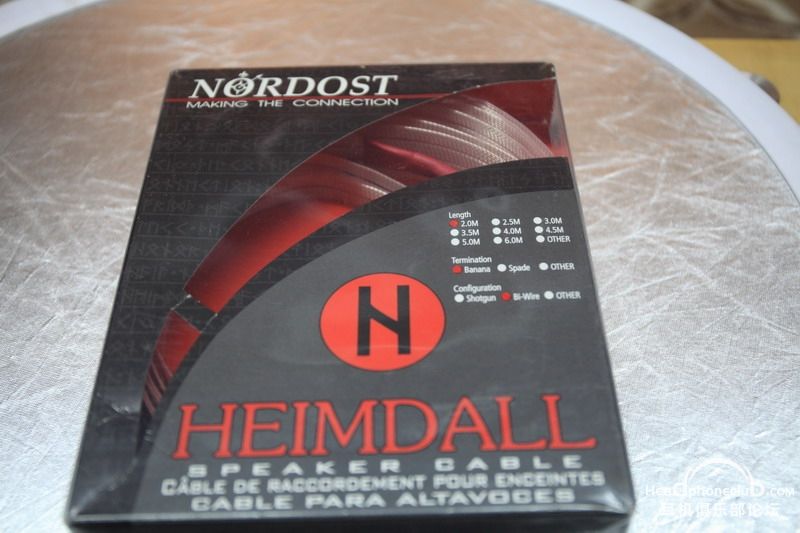 NORDOST
MAKING THE CONNECTION
Length
2.0M 2.5M 3.0M
3.5M 4.0M 4.5M
5.0M 6.0M OTHER
Termination
Banana Spade OTHER
Configuration
Shotgun Bi-Wire OTHER
HEIMDALL
SPEAKER CABLE
CÂBLE DE RACCORDEMENT POUR ENCEINTES
CABLE PARA ALTAVOCES
HeadphoneclubD.com
耳机俱乐部论坛